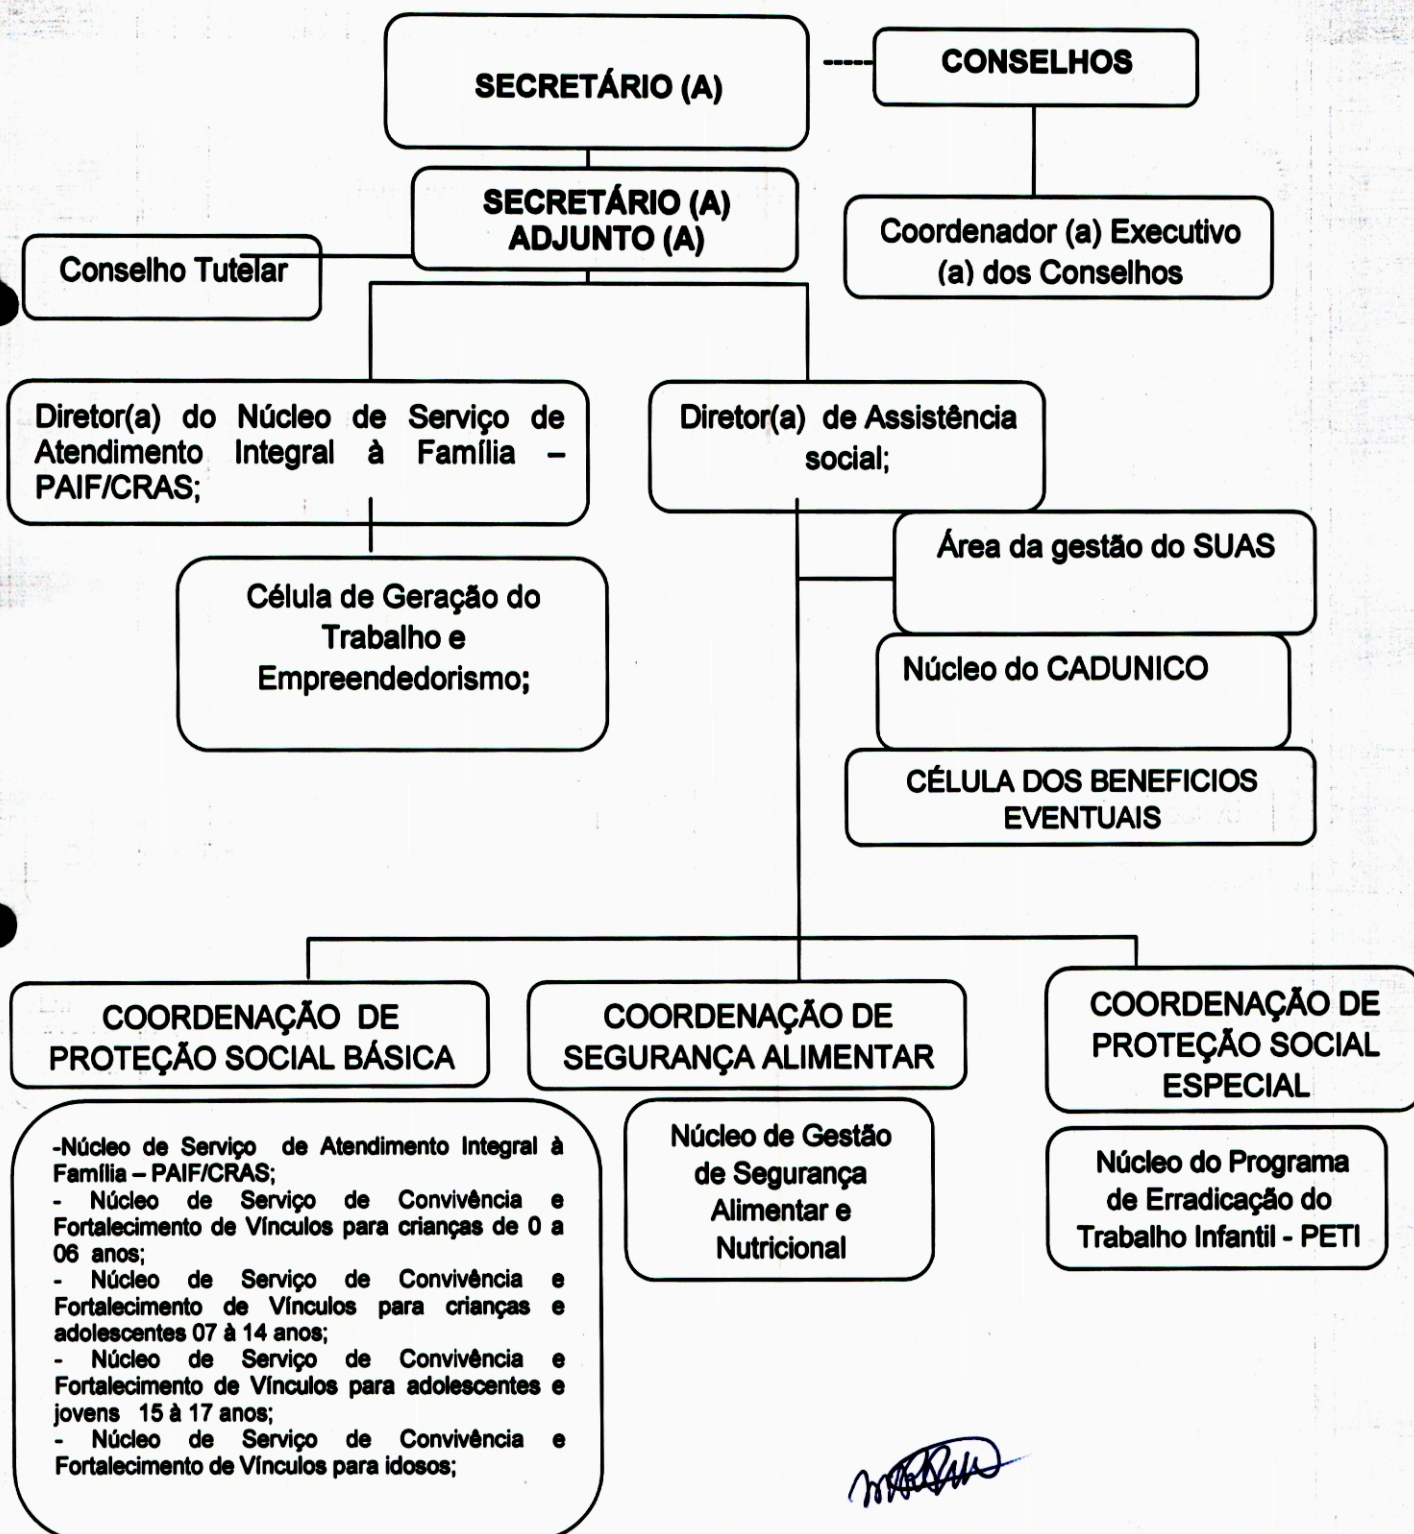 SECRETÁRIO (A)
CONSELHOS
SECRETÁRIO (A)
ADJUNTO (A)
Coordenador (a) Executivo
(a) dos Conselhos
Conselho Tutelar
Diretor(a) do Núcleo de Serviço de
Atendimento Integral à Família –
PAIF/CRAS;
Diretor(a) de Assistência
social;
Área da gestão do SUAS
Célula de Geração do
Trabalho e
Empreendedorismo;
Núcleo do CADUNICO
CÉLULA DOS BENEFICIOS
EVENTUAIS
COORDENAÇÃO DE
PROTEÇÃO SOCIAL BÁSICA
COORDENAÇÃO DE
SEGURANÇA ALIMENTAR
COORDENAÇÃO DE
PROTEÇÃO SOCIAL
ESPECIAL
-Núcleo de Serviço de Atendimento Integral à
Família – PAIF/CRAS;
- Núcleo de Serviço de Convivência e
Fortalecimento de Vínculos para crianças de 0 a
06 anos;
- Núcleo de Serviço de Convivência e
Fortalecimento de Vínculos para crianças e
adolescentes 07 à 14 anos;
- Núcleo de Serviço de Convivência e
Fortalecimento de Vínculos para adolescentes e
jovens 15 à 17 anos;
- Núcleo de Serviço de Convivência e
Fortalecimento de Vínculos para idosos;
Núcleo de Gestão
de Segurança
Alimentar e
Nutricional
Núcleo do Programa
de Erradicação do
Trabalho Infantil - PETI